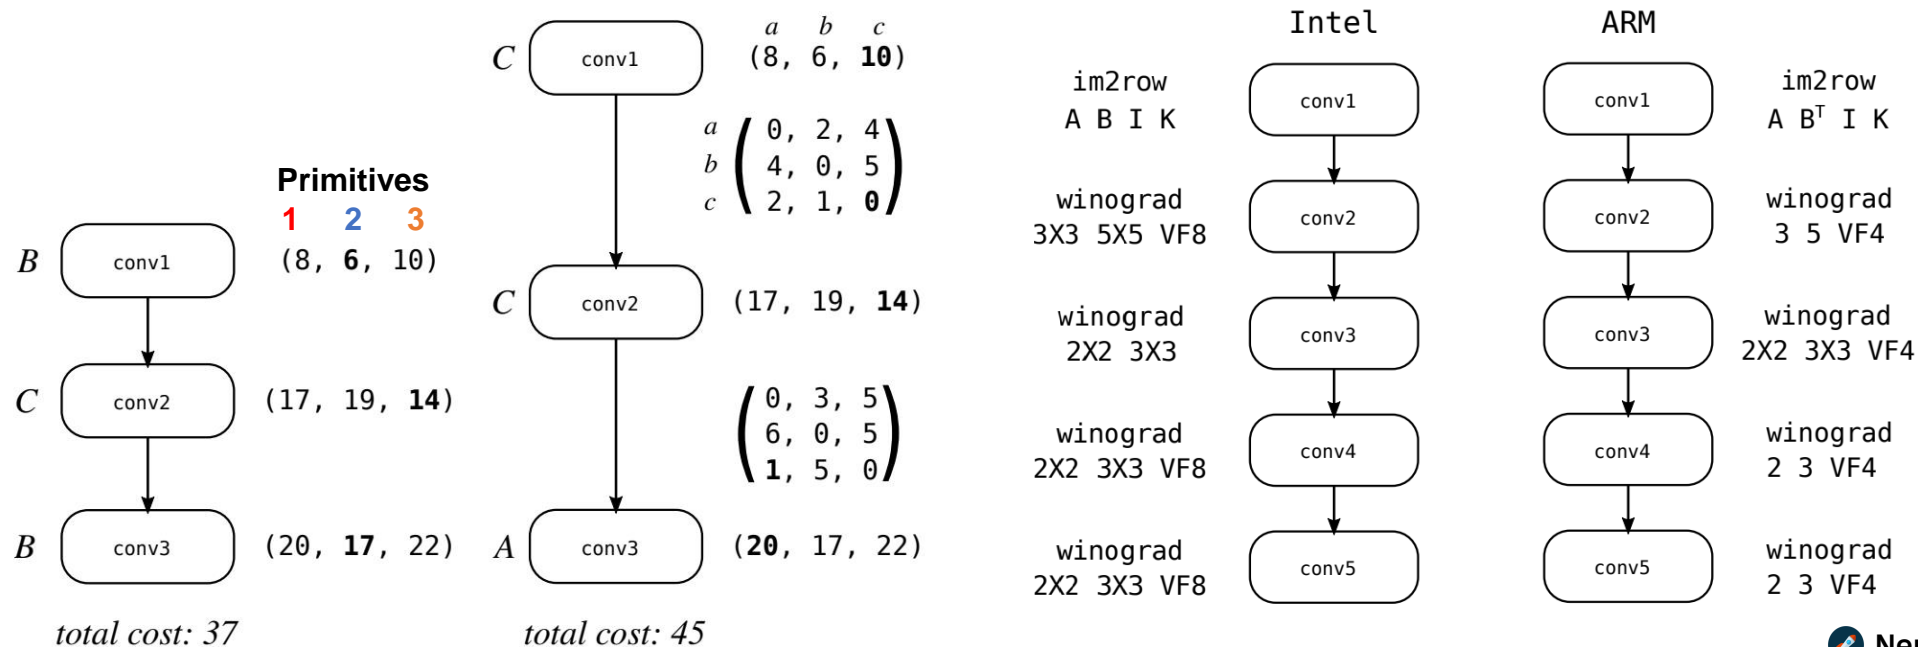 Primitives
1 2 3
B conv1 (8, 6, 10)
C conv2 (17, 19, 14)
B conv3 (20, 17, 22)
total cost: 37
a b c
C conv1 (8, 6, 10)
a 0, 2, 4
b 4, 0, 5
c 2, 1, 0
C conv2 (17, 19, 14)
0, 3, 5
6, 0, 5
1, 5, 0
A conv3 (20, 17, 22)
total cost: 45
Intel
im2row
A B I K
conv1
winograd
3X3 5X5 VF8
conv2
winograd
2X2 3X3
conv3
winograd
2X2 3X3 VF8
conv4
winograd
2X2 3X3 VF8
conv5
ARM
conv1
im2row
A Bᵀ I K
conv2
winograd
3 5 VF4
conv3
winograd
2X2 3X3 VF4
conv4
winograd
2 3 VF4
conv5
winograd
2 3 VF4